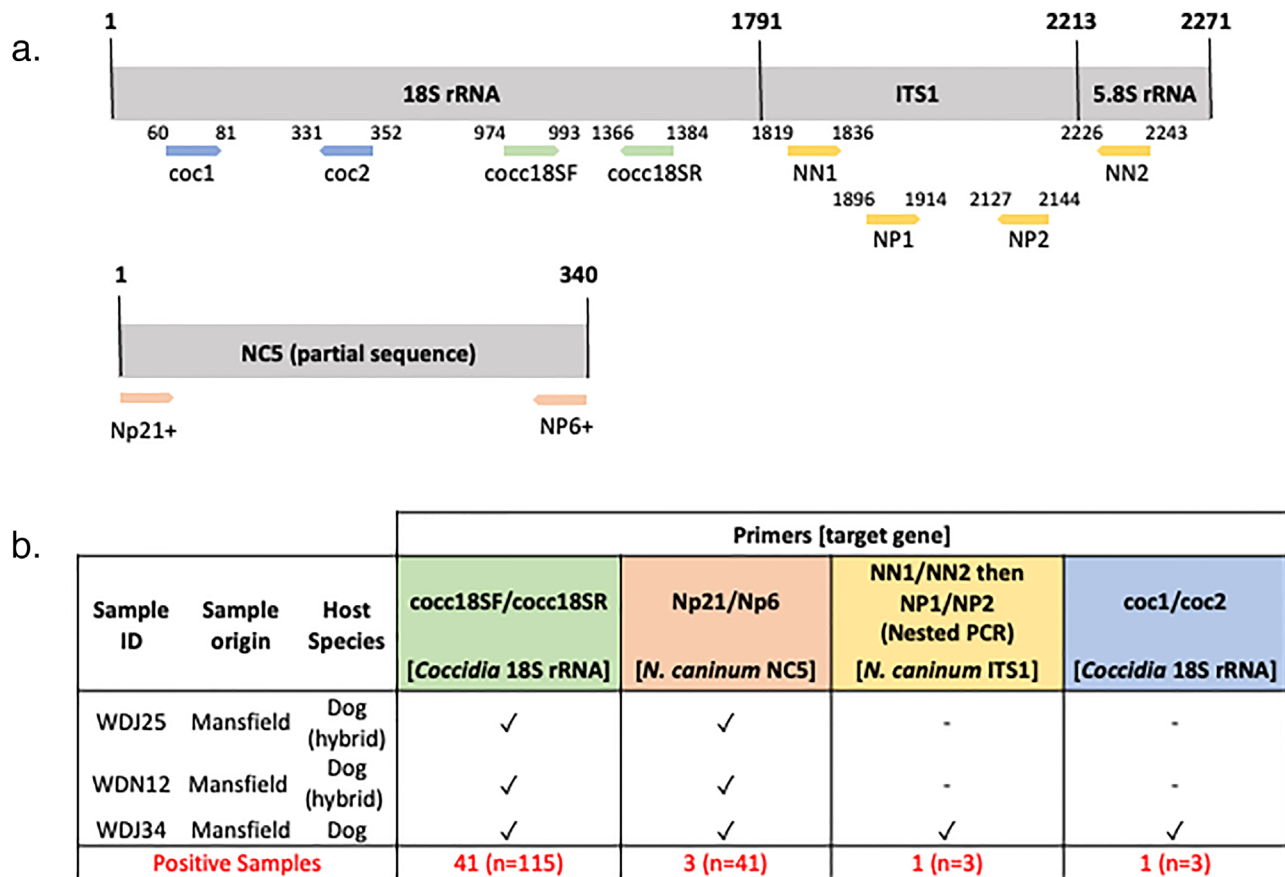 a.
1 1791 2213 2271
18S rRNA ITS1 5.8S rRNA
60 81 331 352 974 993 1366 1384 1819 1836 2226 2243
coc1 coc2 cocc18SF cocc18SR NN1 NN2
1896 1914 2127 2144
NP1 NP2
1 340
NC5 (partial sequence)
Np21+ NP6+
b.
Primers [target gene]
Sample ID
Sample origin
Host Species
cocc18SF/cocc18SR
[Coccidia 18S rRNA]
Np21/Np6
[N. caninum NC5]
NN1/NN2 then
NP1/NP2
(Nested PCR)
[N. caninum ITS1]
coc1/coc2
[Coccidia 18S rRNA]
WDJ25 Mansfield Dog (hybrid) ✓ ✓ - -
WDN12 Mansfield Dog (hybrid) ✓ ✓ - -
WDJ34 Mansfield Dog ✓ ✓ ✓ ✓
Positive Samples 41 (n=115) 3 (n=41) 1 (n=3) 1 (n=3)